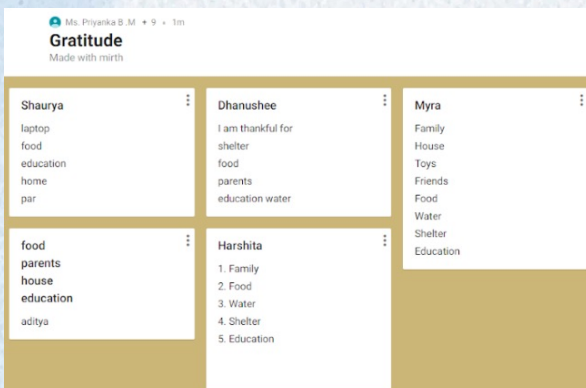 Ms. Priyanka B .M + 9 • 1m
Gratitude
Made with mirth
Shaurya
laptop
food
education
home
par
Dhanushee
I am thankful for
shelter
food
parents
education water
Myra
Family
House
Toys
Friends
Food
Water
Shelter
Education
food
parents
house
education
aditya
Harshita
1. Family
2. Food
3. Water
4. Shelter
5. Education